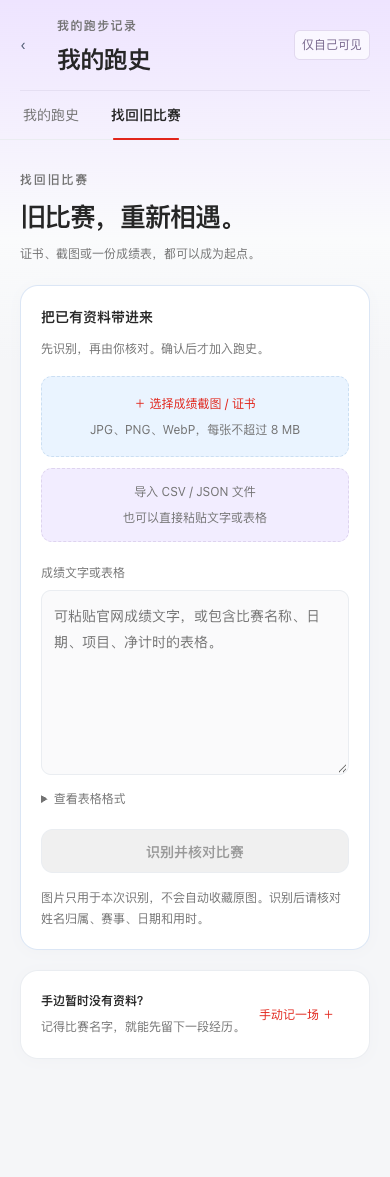 我的跑步记录
‹
我的跑史
仅自己可见
我的跑史
找回旧比赛
找回旧比赛
旧比赛，重新相遇。
证书、截图或一份成绩表，都可以成为起点。
把已有资料带进来
先识别，再由你核对。确认后才加入跑史。
＋ 选择成绩截图 / 证书
JPG、PNG、WebP，每张不超过 8 MB
导入 CSV / JSON 文件
也可以直接粘贴文字或表格
成绩文字或表格
可粘贴官网成绩文字，或包含比赛名称、日
期、项目、净计时的表格。
▶ 查看表格格式
识别并核对比赛
图片只用于本次识别，不会自动收藏原图。识别后请核对
姓名归属、赛事、日期和用时。
手边暂时没有资料？
记得比赛名字，就能先留下一段经历。
手动记一场 ＋